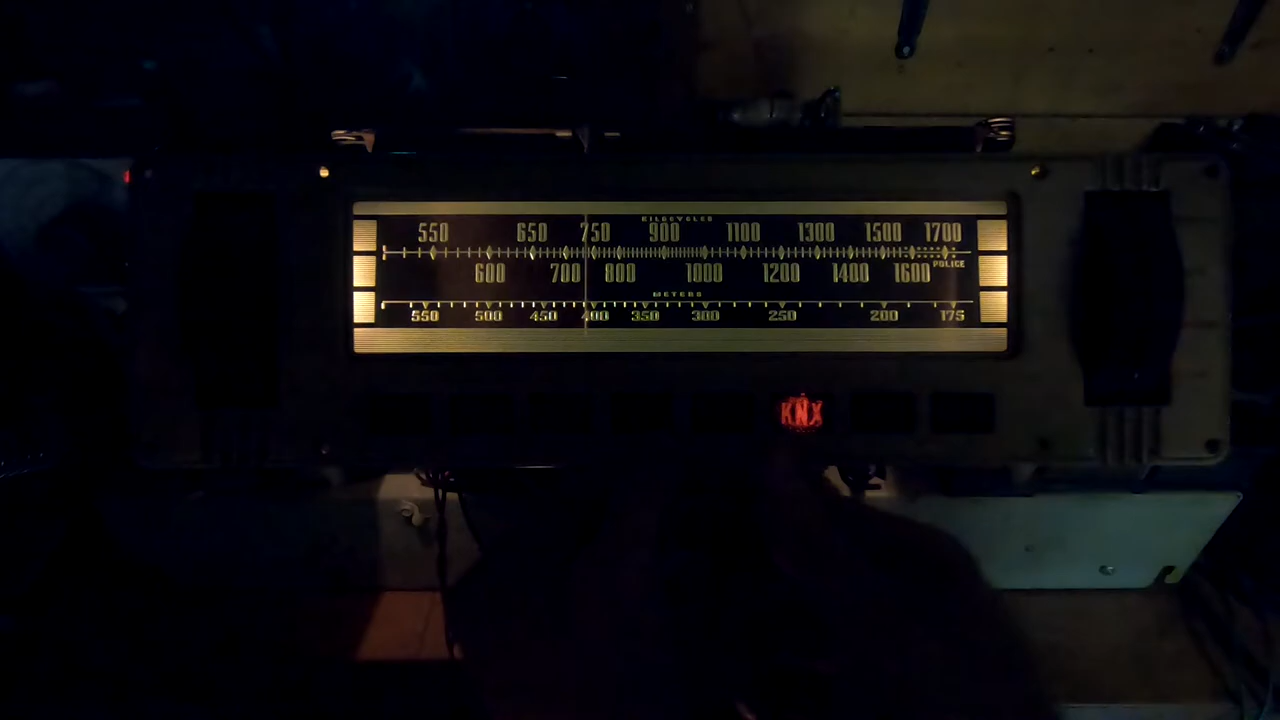 KILOCYCLES
550 650 750 900 1100 1300 1500 1700
600 700 800 1000 1200 1400 1600 POLICE
METERS
550 500 450 400 350 300 250 200 175
KNX